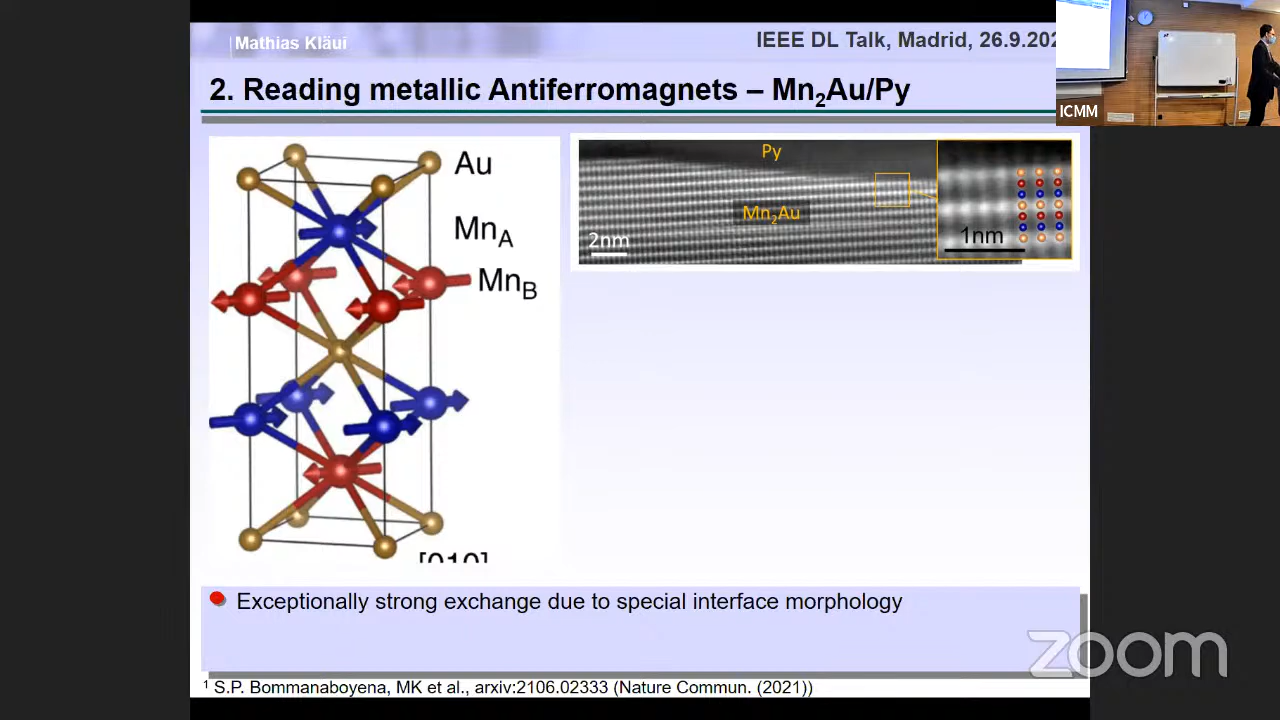 Mathias Kläui
IEEE DL Talk, Madrid, 26.9.202
2. Reading metallic Antiferromagnets – Mn₂Au/Py
ICMM
Au
MnA
MnB
[010]
Py
Mn₂Au
2nm
1nm
Exceptionally strong exchange due to special interface morphology
zoom
¹ S.P. Bommanaboyena, MK et al., arxiv:2106.02333 (Nature Commun. (2021))